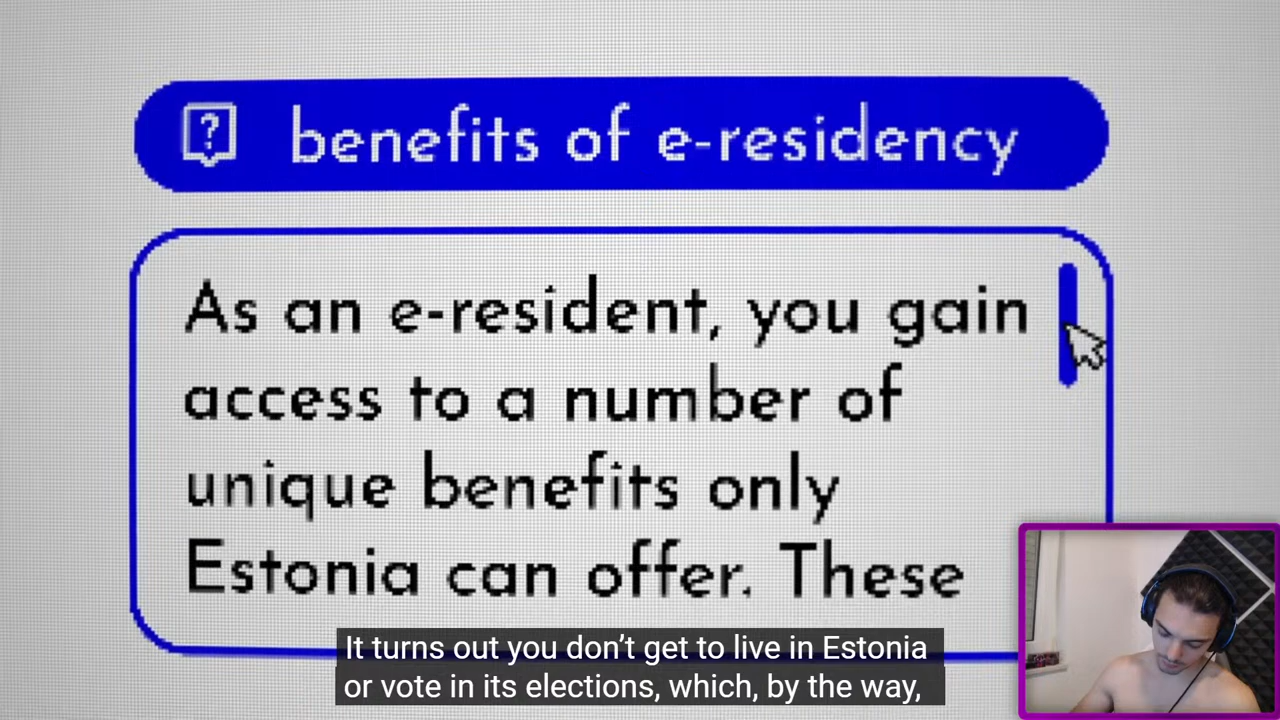 benefits of e-residency
As an e-resident, you gain
access to a number of
unique benefits only
Estonia can offer. These
It turns out you don’t get to live in Estonia
or vote in its elections, which, by the way,